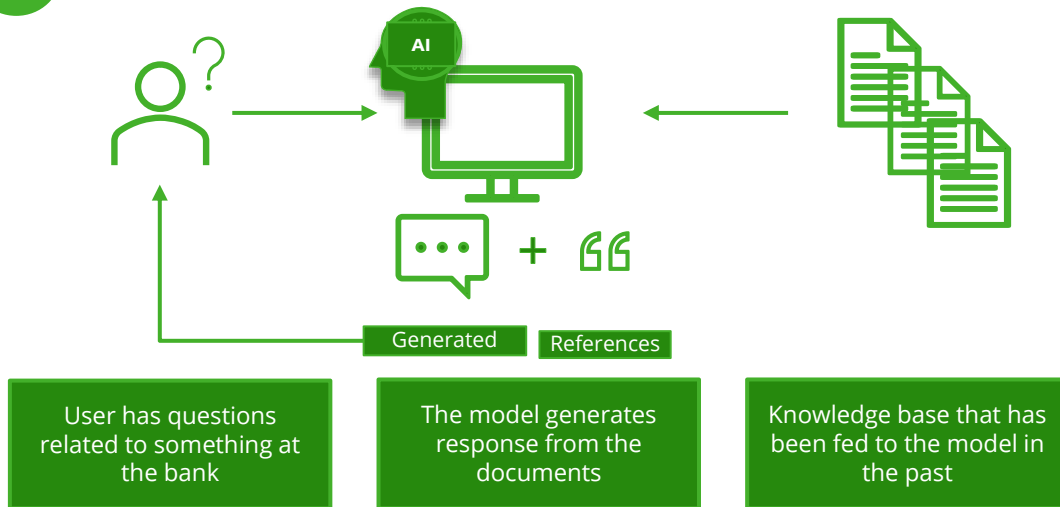 AI
Generated
References
User has questions
related to something at
the bank
The model generates
response from the
documents
Knowledge base that has
been fed to the model in
the past